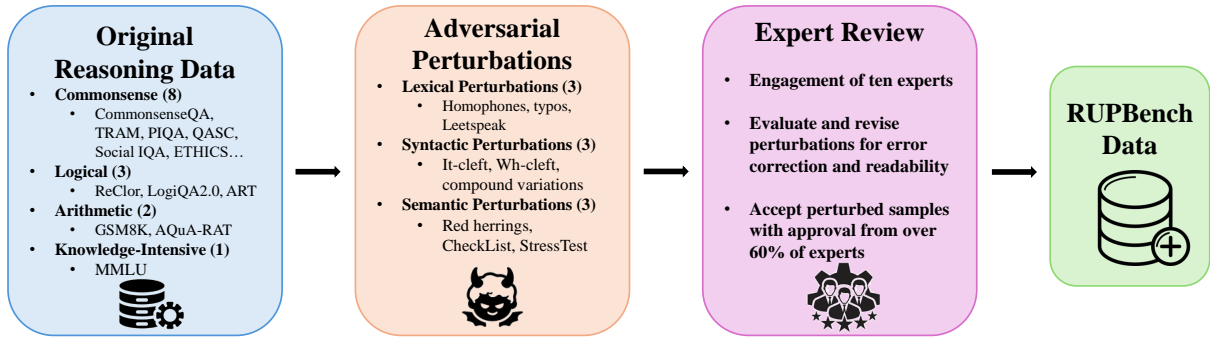 Original
Reasoning Data
• Commonsense (8)
• CommonsenseQA,
TRAM, PIQA, QASC,
Social IQA, ETHICS…
• Logical (3)
• ReClor, LogiQA2.0, ART
• Arithmetic (2)
• GSM8K, AQuA-RAT
• Knowledge-Intensive (1)
• MMLU
Adversarial
Perturbations
• Lexical Perturbations (3)
• Homophones, typos,
Leetspeak
• Syntactic Perturbations (3)
• It-cleft, Wh-cleft,
compound variations
• Semantic Perturbations (3)
• Red herrings,
CheckList, StressTest
Expert Review
• Engagement of ten experts
• Evaluate and revise
perturbations for error
correction and readability
• Accept perturbed samples
with approval from over
60% of experts
RUPBench
Data